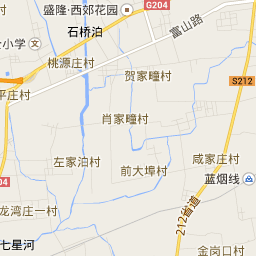 盛隆·西郊花园
G204
石桥泊
富山路
小学
桃源庄村
贺家疃村
S212
平庄村
肖家疃村
左家泊村
前大埠村
咸家庄村
蓝烟线
04
龙湾庄一村
212省道
七星河
金岗口村